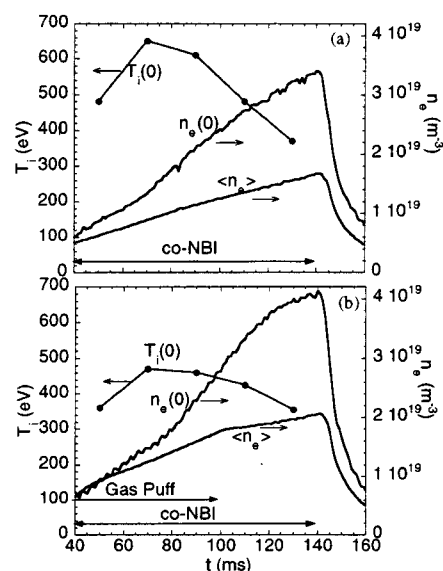 700
600
500
400
300
200
100
0
T_i (eV)
(a)
T_i(0)
n_e(0)
<n_e>
co-NBI
4 10^19
3 10^19
2 10^19
1 10^19
0
n_e (m^-3)
700
600
500
400
300
200
100
0
T_i (eV)
(b)
T_i(0)
n_e(0)
<n_e>
Gas Puff
co-NBI
4 10^19
3 10^19
2 10^19
1 10^19
0
n_e (m^-3)
40 60 80 100 120 140 160
t (ms)